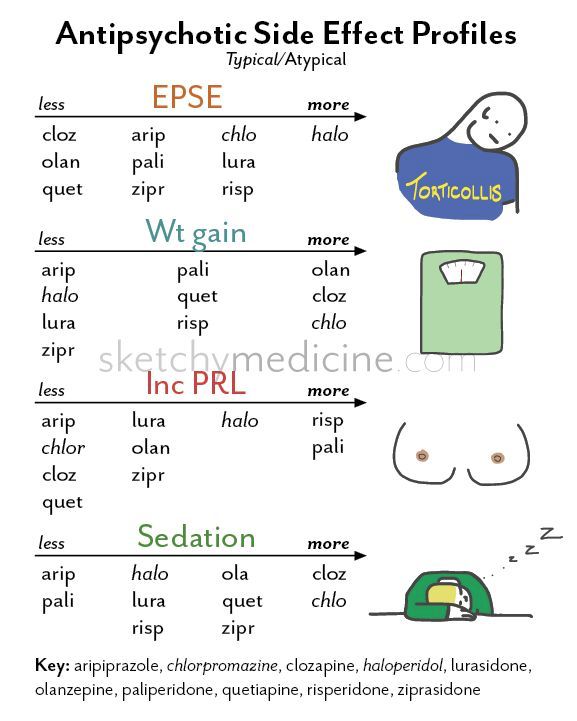 Antipsychotic Side Effect Profiles
Typical/Atypical
less EPSE more
cloz arip chlo halo
olan pali lura
quet zipr risp
TORTICOLLIS
less Wt gain more
arip pali olan
halo quet cloz
lura risp chlo
zipr
sketchymedicine.com
less Inc PRL more
arip lura halo risp
chlor olan pali
cloz zipr
quet
less Sedation more
z z Z
arip halo ola cloz
pali lura quet chlo
risp zipr
Key: aripiprazole, chlorpromazine, clozapine, haloperidol, lurasidone,
olanzepine, paliperidone, quetiapine, risperidone, ziprasidone